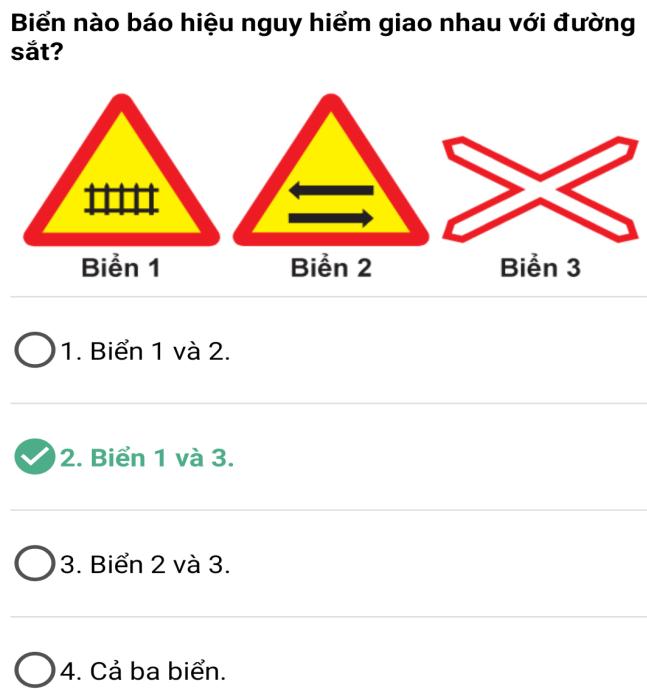 Biển nào báo hiệu nguy hiểm giao nhau với đường
sắt?
Biển 1
Biển 2
Biển 3
1. Biển 1 và 2.
2. Biển 1 và 3.
3. Biển 2 và 3.
4. Cả ba biển.